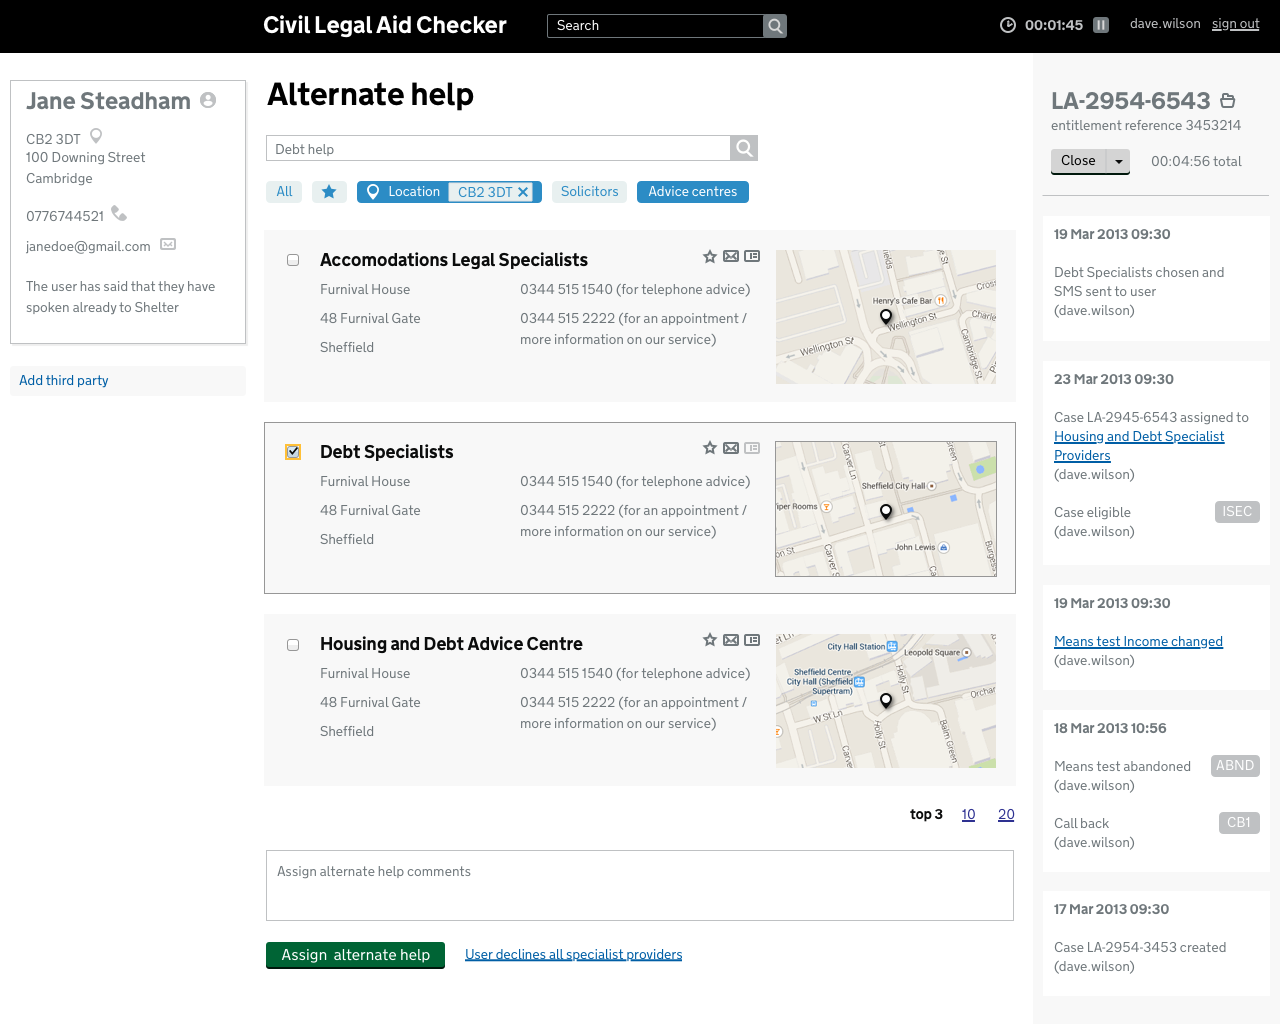 Civil Legal Aid Checker
Search
00:01:45
dave.wilson sign out
Jane Steadham
CB2 3DT
100 Downing Street
Cambridge
0776744521
janedoe@gmail.com
The user has said that they have
spoken already to Shelter
Add third party
Alternate help
Debt help
All
Location CB2 3DT
Solicitors
Advice centres
Accomodations Legal Specialists
Furnival House
48 Furnival Gate
Sheffield
0344 515 1540 (for telephone advice)
0344 515 2222 (for an appointment /
more information on our service)
Henry's Cafe Bar
Wellington St
Wellington St
Cambridge St
Charle
Cross
fields
Debt Specialists
Furnival House
48 Furnival Gate
Sheffield
0344 515 1540 (for telephone advice)
0344 515 2222 (for an appointment /
more information on our service)
Carver Ln
Green
Sheffield City Hall
Viper Rooms
on St
Carver S
John Lewis
Ca
Burgess
Housing and Debt Advice Centre
Furnival House
48 Furnival Gate
Sheffield
0344 515 1540 (for telephone advice)
0344 515 2222 (for an appointment /
more information on our service)
City Hall Station
Leopold Square
Sheffield Centre,
City Hall (Sheffield
Supertram)
Holly St
Orchar
W St Ln
Holly St
Balm Green
Carver
top 3 10 20
Assign alternate help comments
Assign alternate help
User declines all specialist providers
LA-2954-6543
entitlement reference 3453214
Close
00:04:56 total
19 Mar 2013 09:30
Debt Specialists chosen and
SMS sent to user
(dave.wilson)
23 Mar 2013 09:30
Case LA-2945-6543 assigned to
Housing and Debt Specialist
Providers
(dave.wilson)
Case eligible ISEC
(dave.wilson)
19 Mar 2013 09:30
Means test Income changed
(dave.wilson)
18 Mar 2013 10:56
Means test abandoned ABND
(dave.wilson)
Call back CB1
(dave.wilson)
17 Mar 2013 09:30
Case LA-2954-3453 created
(dave.wilson)